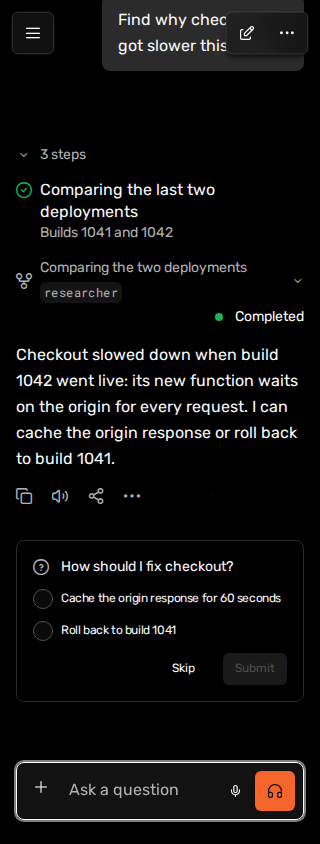 Find why chec
got slower this
3 steps
Comparing the last two
deployments
Builds 1041 and 1042
Comparing the two deployments
researcher
Completed
Checkout slowed down when build
1042 went live: its new function waits
on the origin for every request. I can
cache the origin response or roll back
to build 1041.
How should I fix checkout?
Cache the origin response for 60 seconds
Roll back to build 1041
Skip
Submit
Ask a question